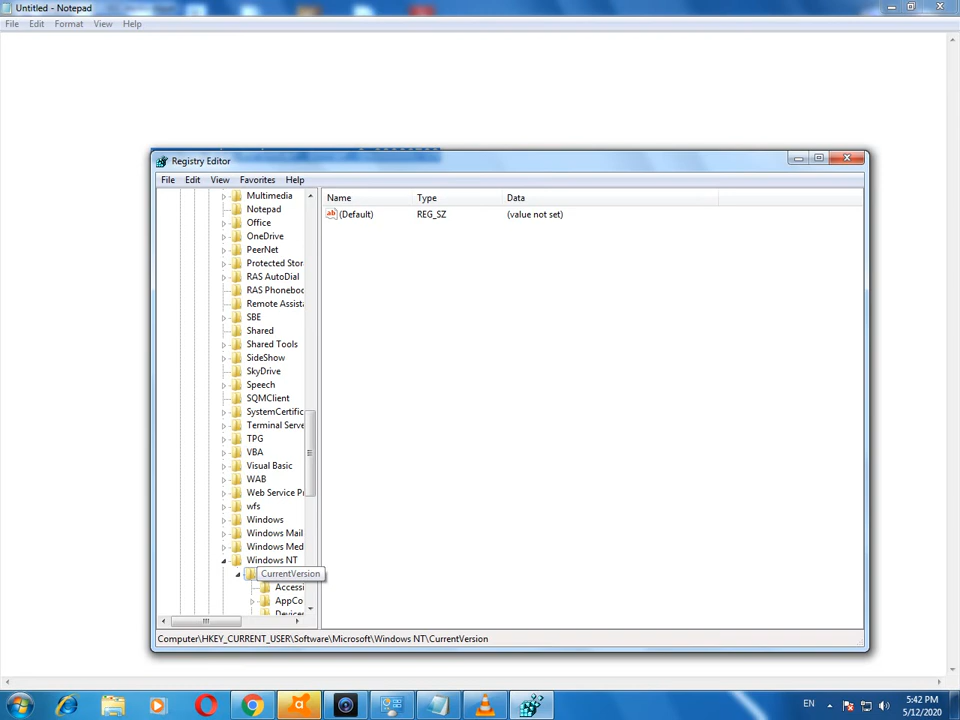 Untitled - Notepad
File Edit Format View Help
Registry Editor
File Edit View Favorites Help
Name Type Data
(Default) REG_SZ (value not set)
Multimedia
Notepad
Office
OneDrive
PeerNet
Protected Stor
RAS AutoDial
RAS Phoneboo
Remote Assista
SBE
Shared
Shared Tools
SideShow
SkyDrive
Speech
SQMClient
SystemCertific
Terminal Serve
TPG
VBA
Visual Basic
WAB
Web Service Pr
wfs
Windows
Windows Mail
Windows Med
Windows NT
CurrentVersion
Accessi
AppCo
Devices
Computer\HKEY_CURRENT_USER\Software\Microsoft\Windows NT\CurrentVersion
EN
5:42 PM
5/12/2020